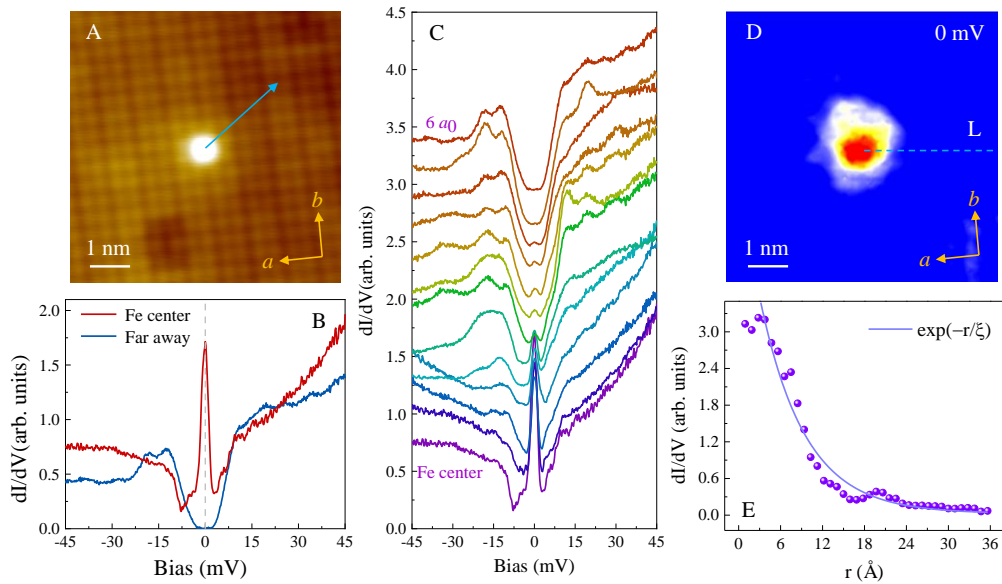 A
1 nm
b
a
B
Fe center
Far away
2.0
1.5
1.0
0.5
0.0
-45
-30
-15
0
15
30
45
Bias (mV)
dI/dV(arb. units)
C
6 a0
Fe center
4.5
4.0
3.5
3.0
2.5
2.0
1.5
1.0
0.5
0.0
-45
-30
-15
0
15
30
45
Bias (mV)
dI/dV(arb. units)
D
0 mV
L
b
a
1 nm
exp(−r/ξ)
E
3.0
2.4
1.8
1.2
0.6
0.0
0
6
12
18
24
30
36
r (Å)
dI/dV (arb. units)